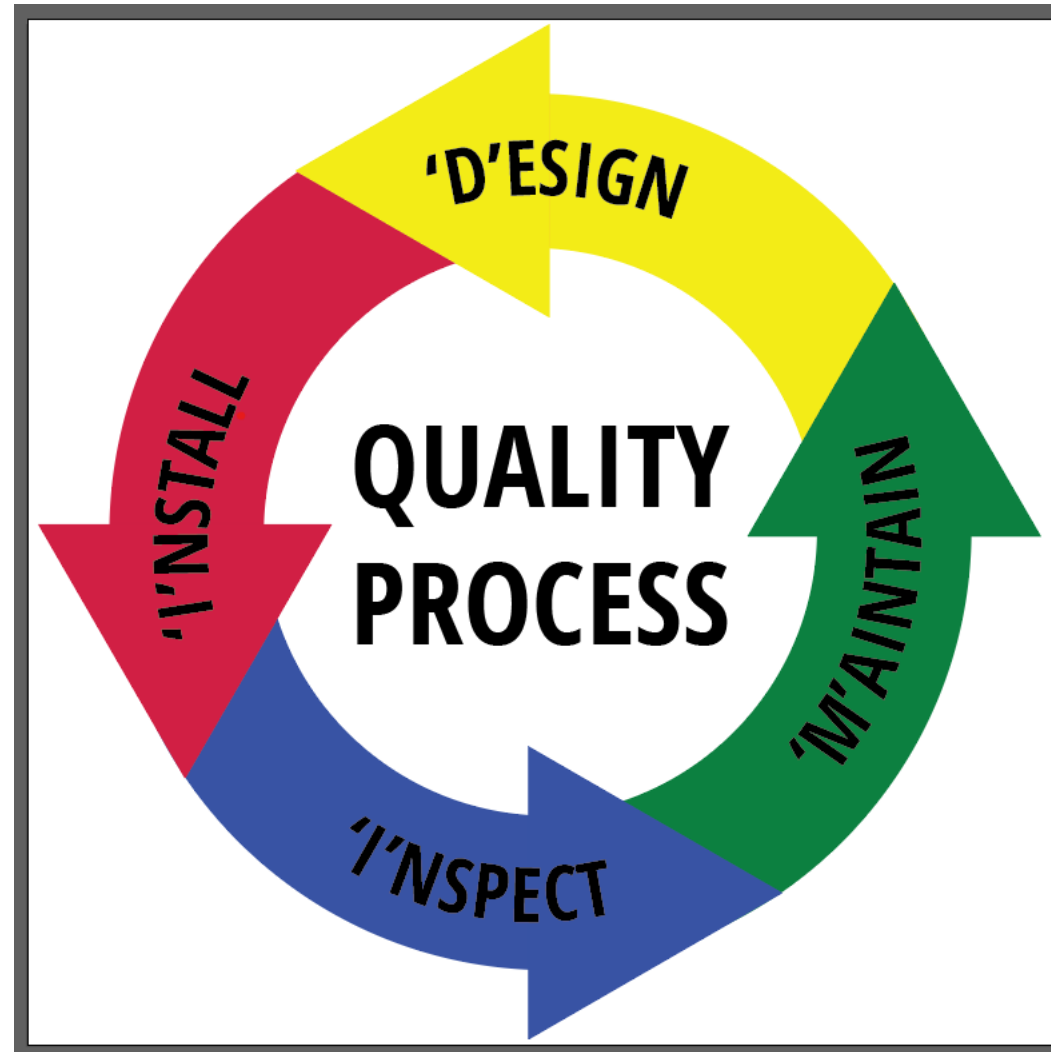 ‘D’ESIGN
‘I’NSTALL
QUALITY
PROCESS
‘M’AINTAIN
‘I’NSPECT